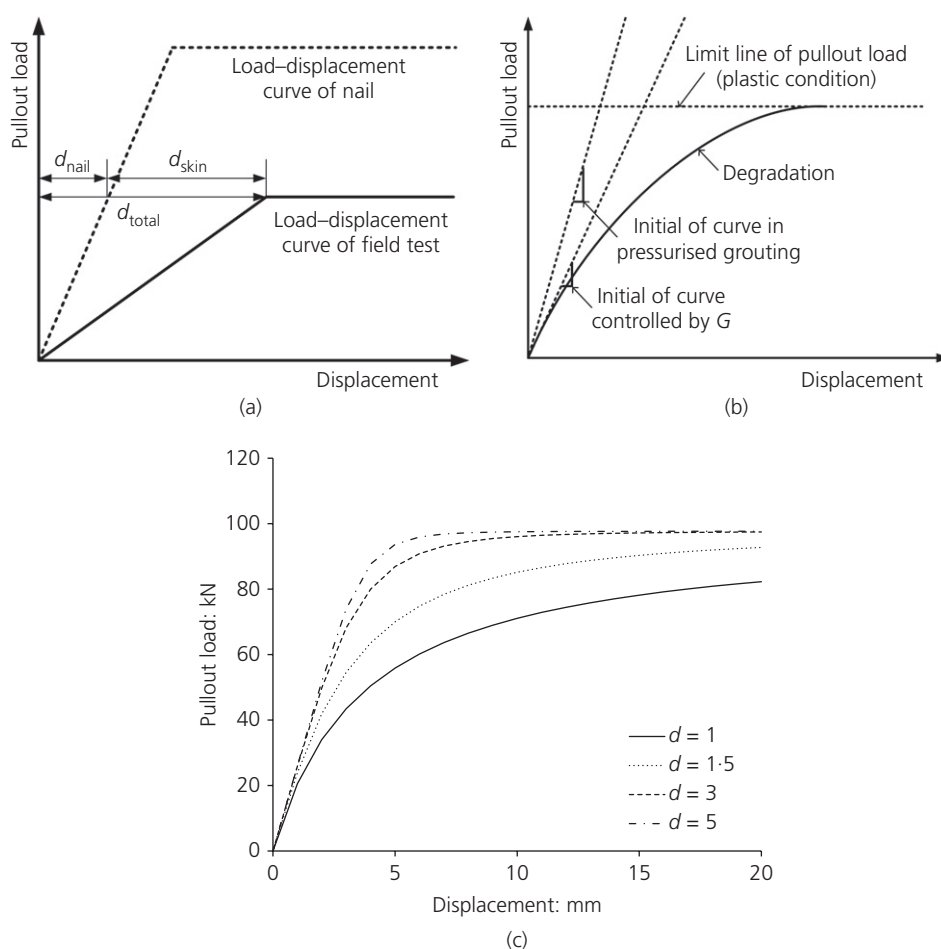 Pullout load
Load–displacement
curve of nail
d nail
d skin
d total
Load–displacement
curve of field test
Displacement
(a)
Pullout load
Limit line of pullout load
(plastic condition)
Degradation
Initial of curve in
pressurised grouting
Initial of curve
controlled by G
Displacement
(b)
Pullout load: kN
120
100
80
60
40
20
0
d = 1
d = 1·5
d = 3
d = 5
0 5 10 15 20
Displacement: mm
(c)